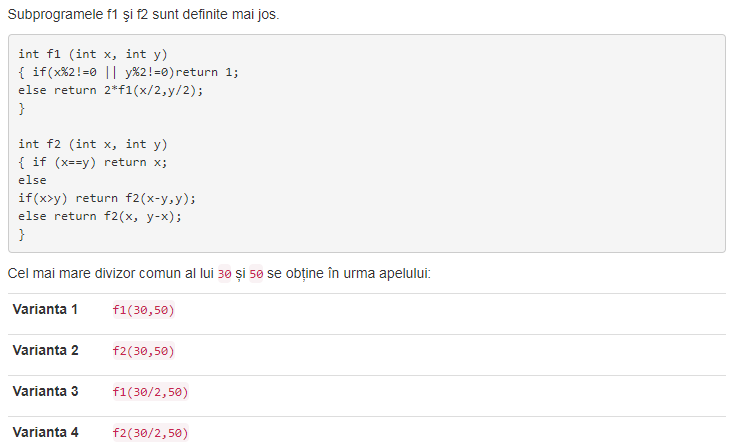 Subprogramele f1 şi f2 sunt definite mai jos.
int f1 (int x, int y)
{ if(x%2!=0 || y%2!=0)return 1;
else return 2*f1(x/2,y/2);
}
int f2 (int x, int y)
{ if (x==y) return x;
else
if(x>y) return f2(x-y,y);
else return f2(x, y-x);
}
Cel mai mare divizor comun al lui 30 și 50 se obține în urma apelului:
Varianta 1 f1(30,50)
Varianta 2 f2(30,50)
Varianta 3 f1(30/2,50)
Varianta 4 f2(30/2,50)